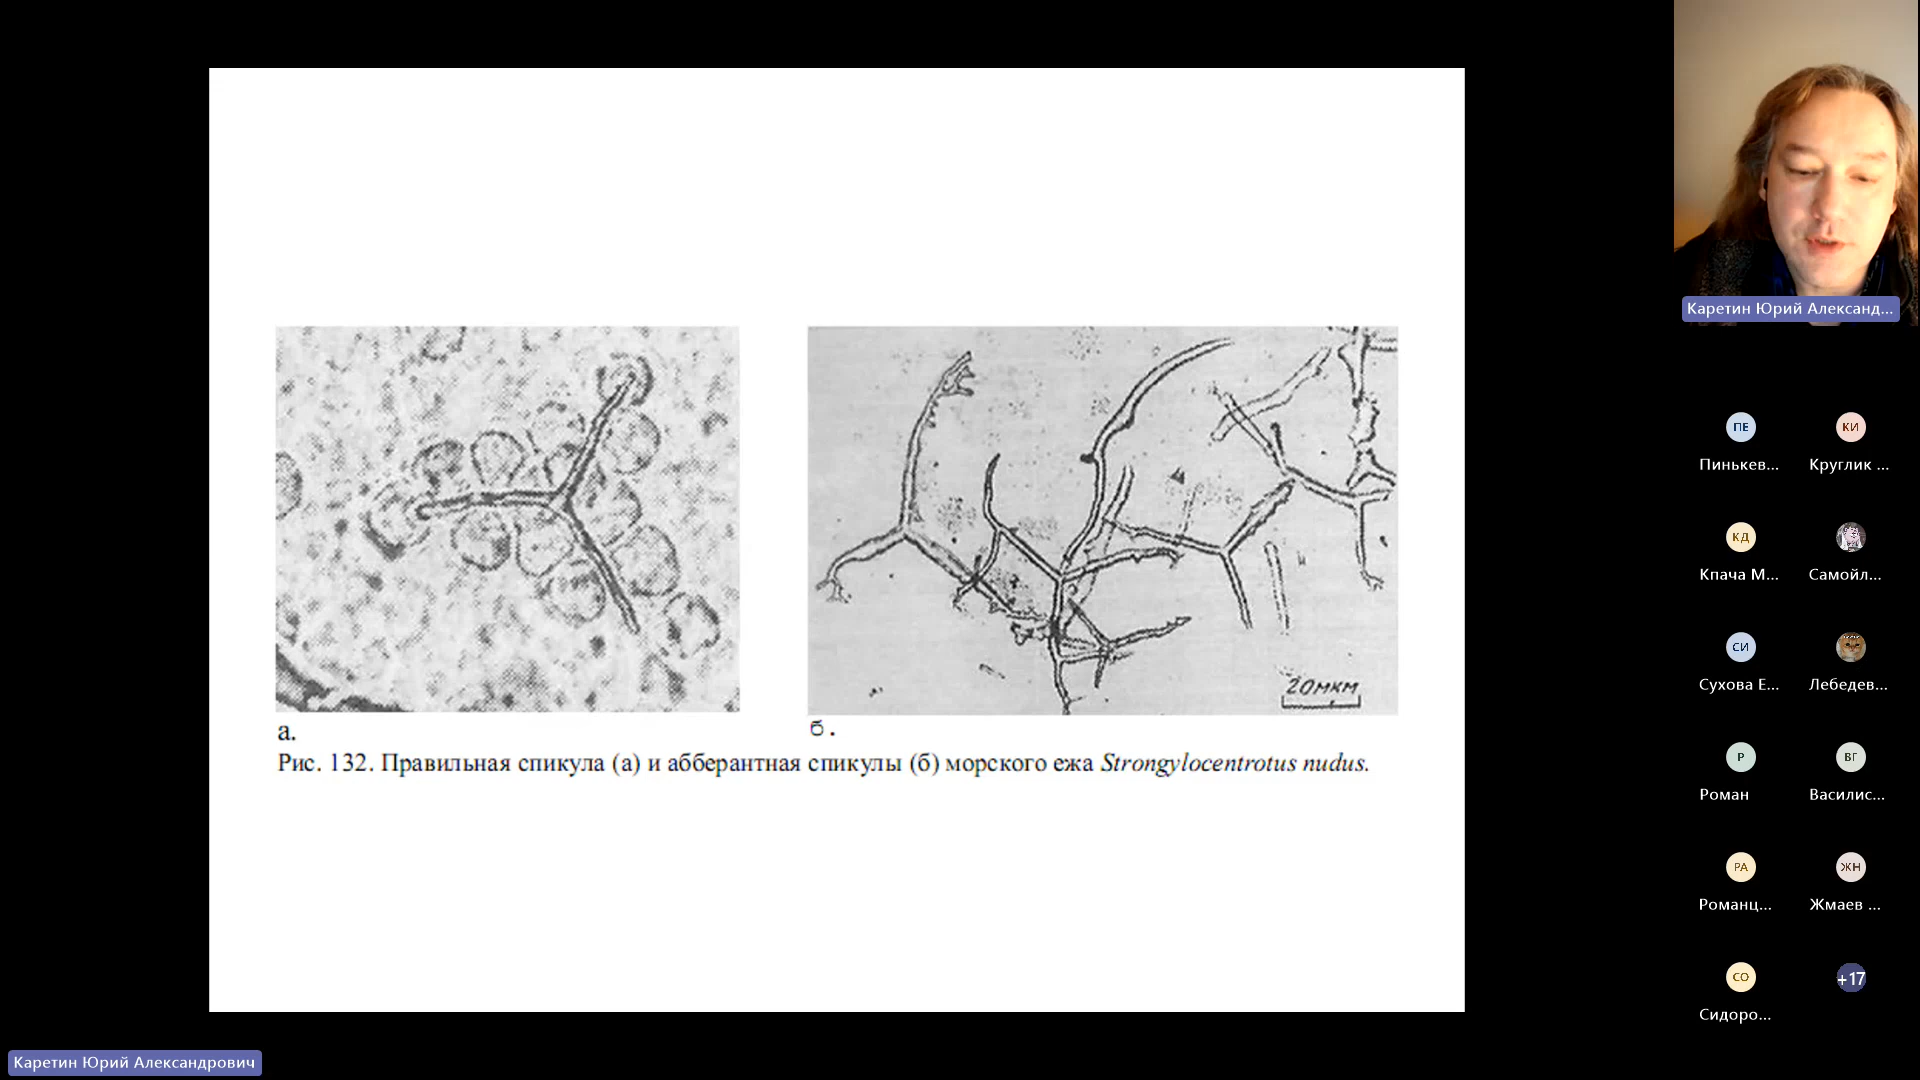 20мкм
а.
б.
Рис. 132. Правильная спикула (а) и абберантная спикулы (б) морского ежа Strongylocentrotus nudus.
Каретин Юрий Александ...
ПЕ
КИ
Пинькев...
Круглик ...
КД
Кпача М...
Самойл...
СИ
Сухова Е...
Лебедев...
Р
ВГ
Роман
Василис...
РА
ЖН
Романц...
Жмаев ...
СО
+17
Сидоро...
Каретин Юрий Александрович